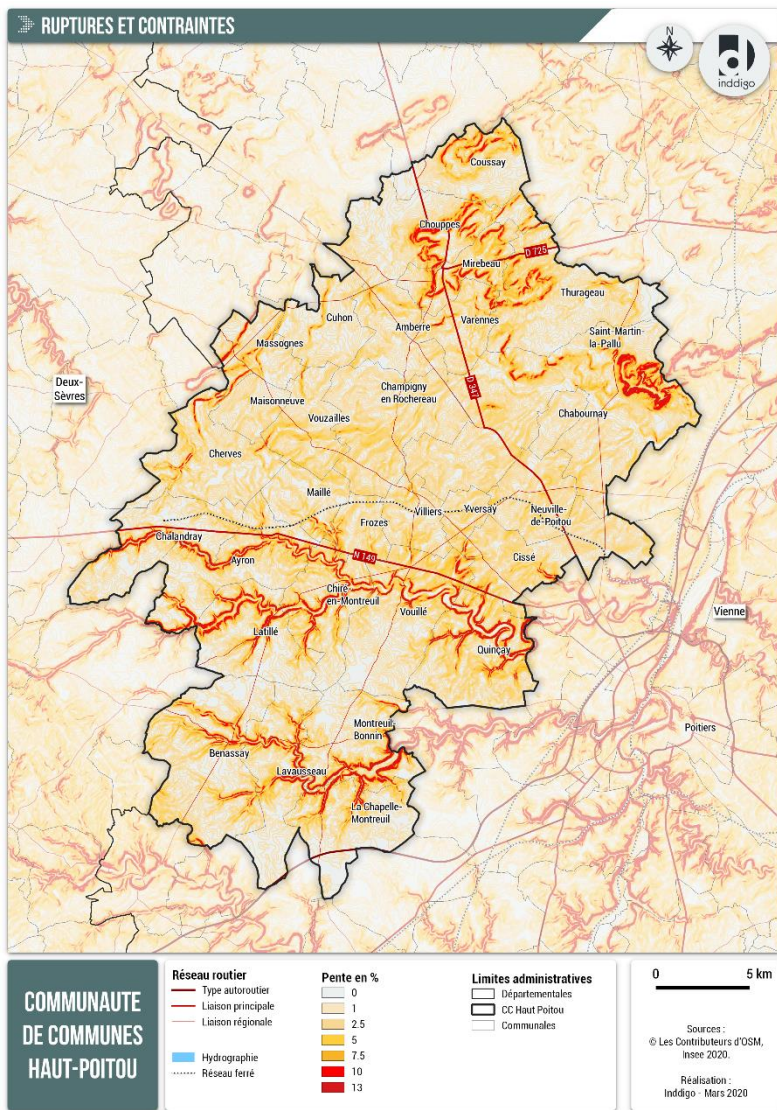 RUPTURES ET CONTRAINTES
N
inddigo
Coussay
Chouppes
D 725
Mirebeau
Thurageau
Cuhon
Amberre
Varennes
Saint-Martin-
la-Pallu
Massognes
Deux-
Sèvres
Maisonneuve
Champigny
en Rochereau
D 347
Vouzailles
Chabournay
Cherves
Maillé
Villiers
Yversay
Neuville-
de-Poitou
Frozes
Chalandray
Ayron
N 149
Cissé
Chiré-
en-Montreuil
Vouillé
Vienne
Latillé
Quinçay
Montreuil-
Bonnin
Poitiers
Benassay
Lavausseau
La Chapelle-
Montreuil
COMMUNAUTE
DE COMMUNES
HAUT-POITOU
Réseau routier
Type autoroutier
Liaison principale
Liaison régionale
Hydrographie
Réseau ferré
Pente en %
0
1
2.5
5
7.5
10
13
Limites administratives
Départementales
CC Haut Poitou
Communales
0 5 km
Sources :
© Les Contributeurs d'OSM,
Insee 2020.
Réalisation :
Inddigo - Mars 2020